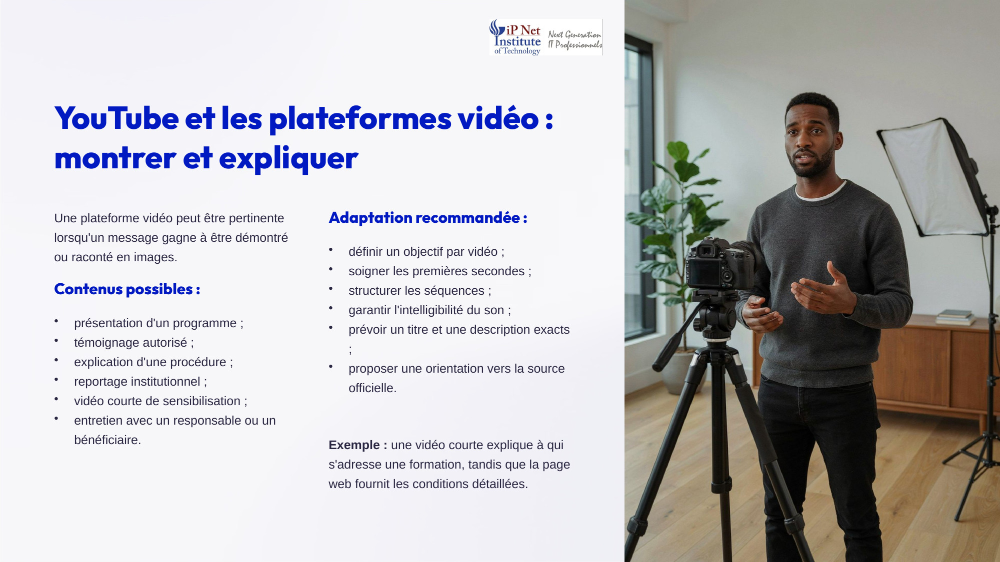 iP Net
Institute
of Technology
Next Generation
IT Professionnels
YouTube et les plateformes vidéo :
montrer et expliquer
Une plateforme vidéo peut être pertinente
lorsqu'un message gagne à être démontré
ou raconté en images.
Contenus possibles :
• présentation d'un programme ;
• témoignage autorisé ;
• explication d'une procédure ;
• reportage institutionnel ;
• vidéo courte de sensibilisation ;
• entretien avec un responsable ou un
bénéficiaire.
Adaptation recommandée :
• définir un objectif par vidéo ;
• soigner les premières secondes ;
• structurer les séquences ;
• garantir l'intelligibilité du son ;
• prévoir un titre et une description exacts
;
• proposer une orientation vers la source
officielle.
Exemple : une vidéo courte explique à qui
s'adresse une formation, tandis que la page
web fournit les conditions détaillées.